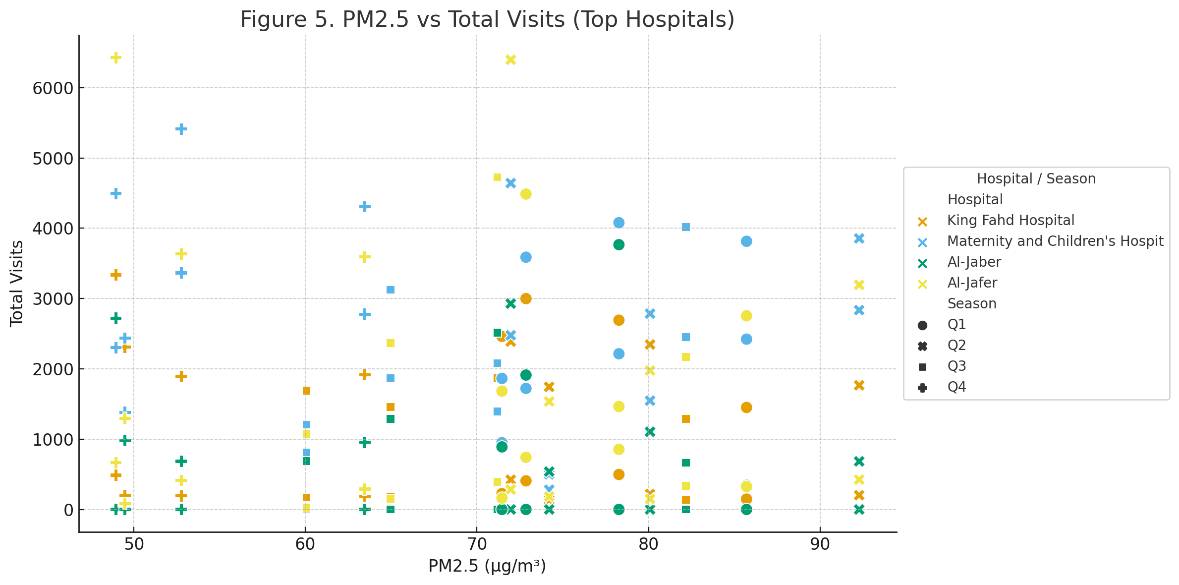 Figure 5. PM2.5 vs Total Visits (Top Hospitals)
6000
5000
4000
3000
2000
1000
0
Total Visits
50 60 70 80 90
PM2.5 (μg/m³)
Hospital / Season
Hospital
King Fahd Hospital
Maternity and Children's Hospit
Al-Jaber
Al-Jafer
Season
Q1
Q2
Q3
Q4